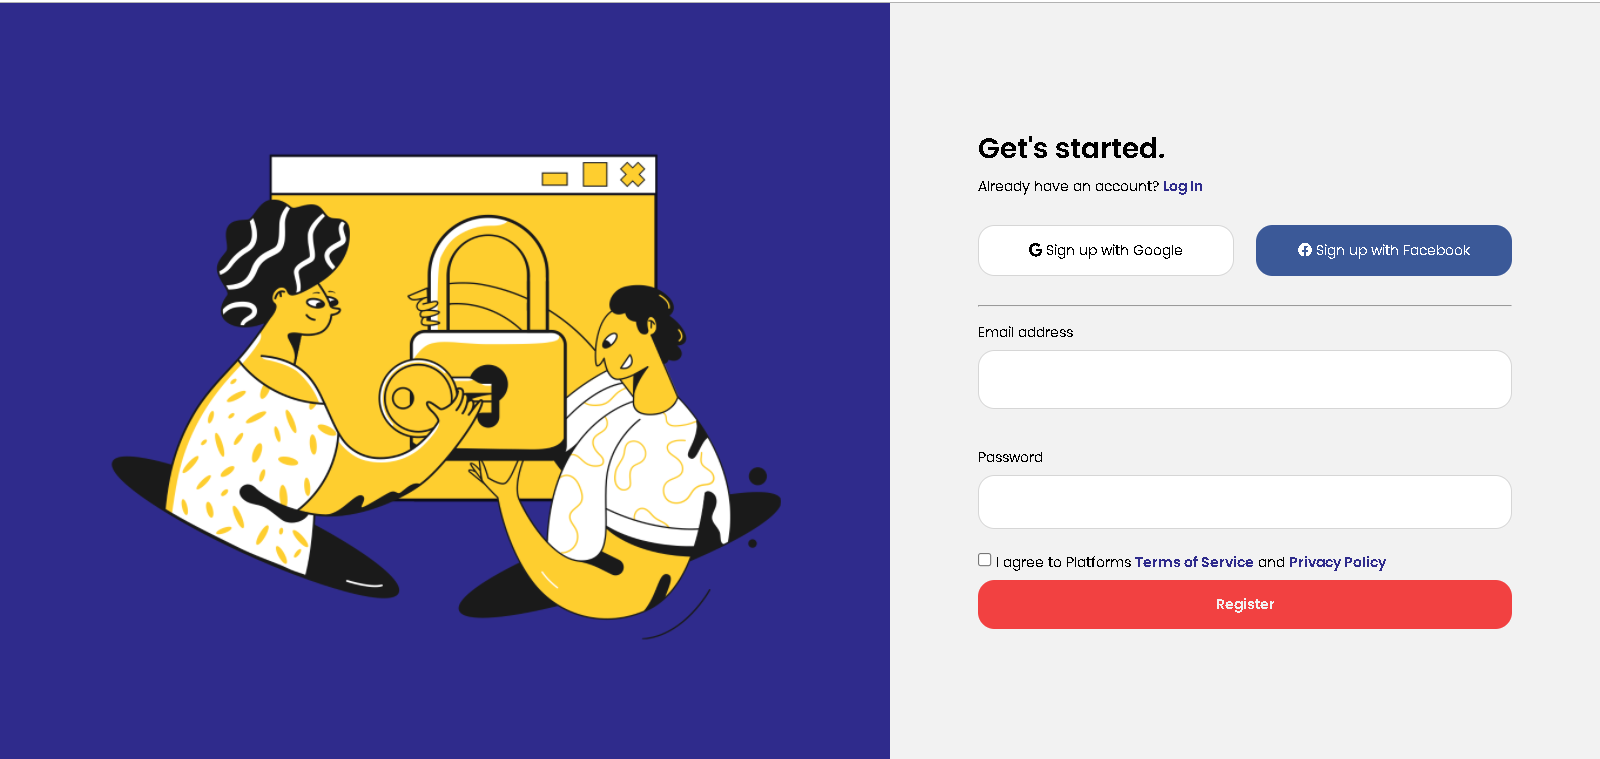 Get's started.
Already have an account? Log In
Sign up with Google
Sign up with Facebook
Email address
Password
I agree to Platforms Terms of Service and Privacy Policy
Register